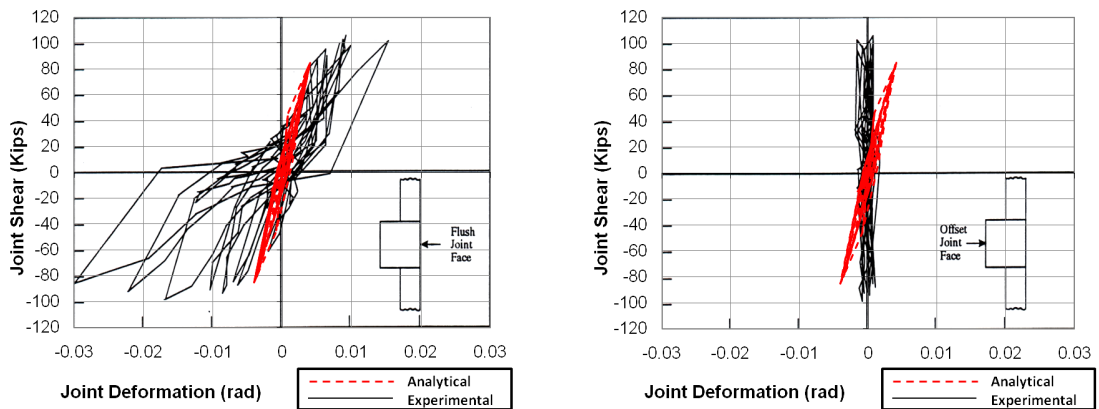 120
100
80
60
40
20
0
-20
-40
-60
-80
-100
-120
Joint Shear (Kips)
-0.03 -0.02 -0.01 0 0.01 0.02 0.03
Joint Deformation (rad)
Flush
Joint
Face
Analytical
Experimental
120
100
80
60
40
20
0
-20
-40
-60
-80
-100
-120
Joint Shear (Kips)
-0.03 -0.02 -0.01 0 0.01 0.02 0.03
Joint Deformation (rad)
Offset
Joint
Face
Analytical
Experimental